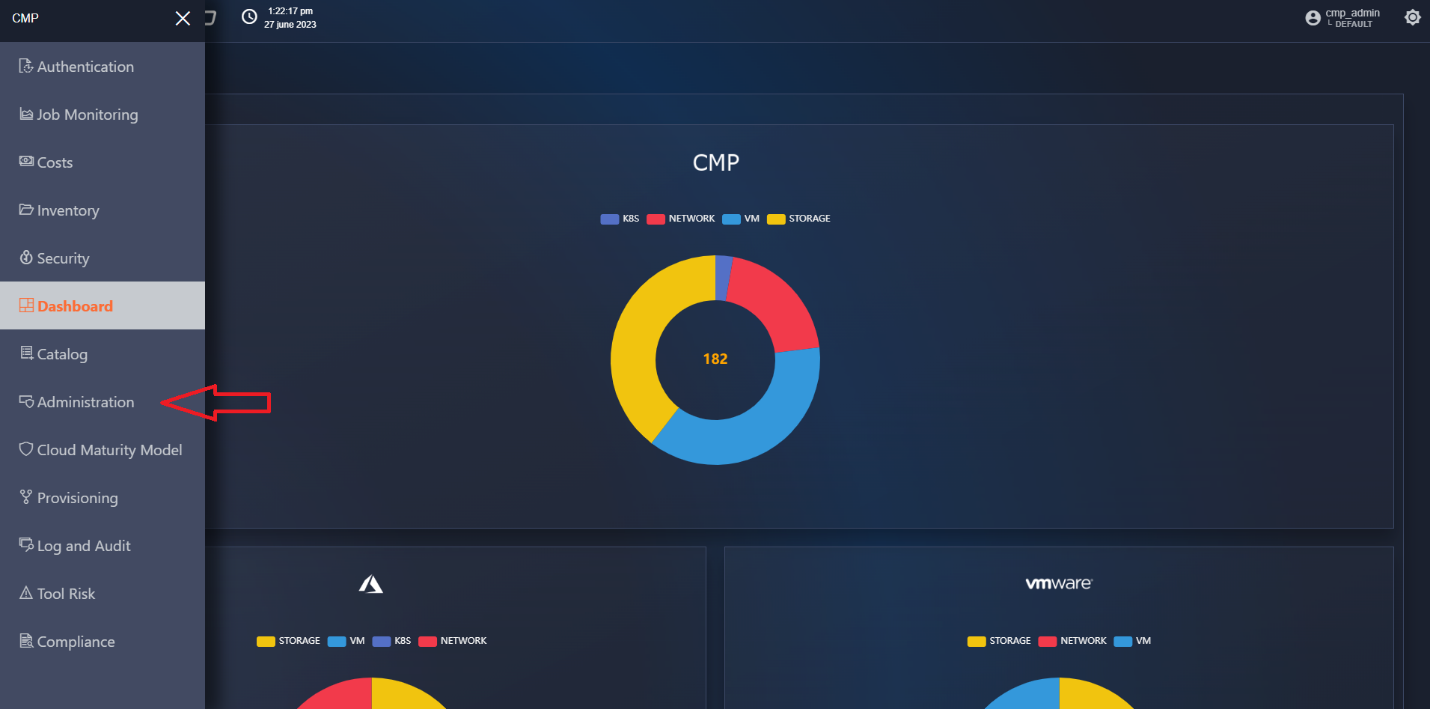 CMP
1:22:17 pm
27 june 2023
cmp_admin
DEFAULT
Authentication
Job Monitoring
Costs
Inventory
Security
Dashboard
Catalog
Administration
Cloud Maturity Model
Provisioning
Log and Audit
Tool Risk
Compliance
CMP
K8S NETWORK VM STORAGE
182
STORAGE VM K8S NETWORK
vmware
STORAGE NETWORK VM